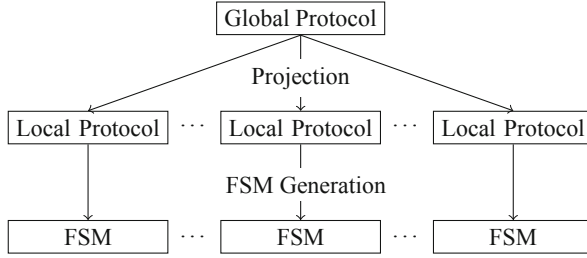 Global Protocol
Projection
Local Protocol ... Local Protocol ... Local Protocol
FSM Generation
FSM ... FSM ... FSM